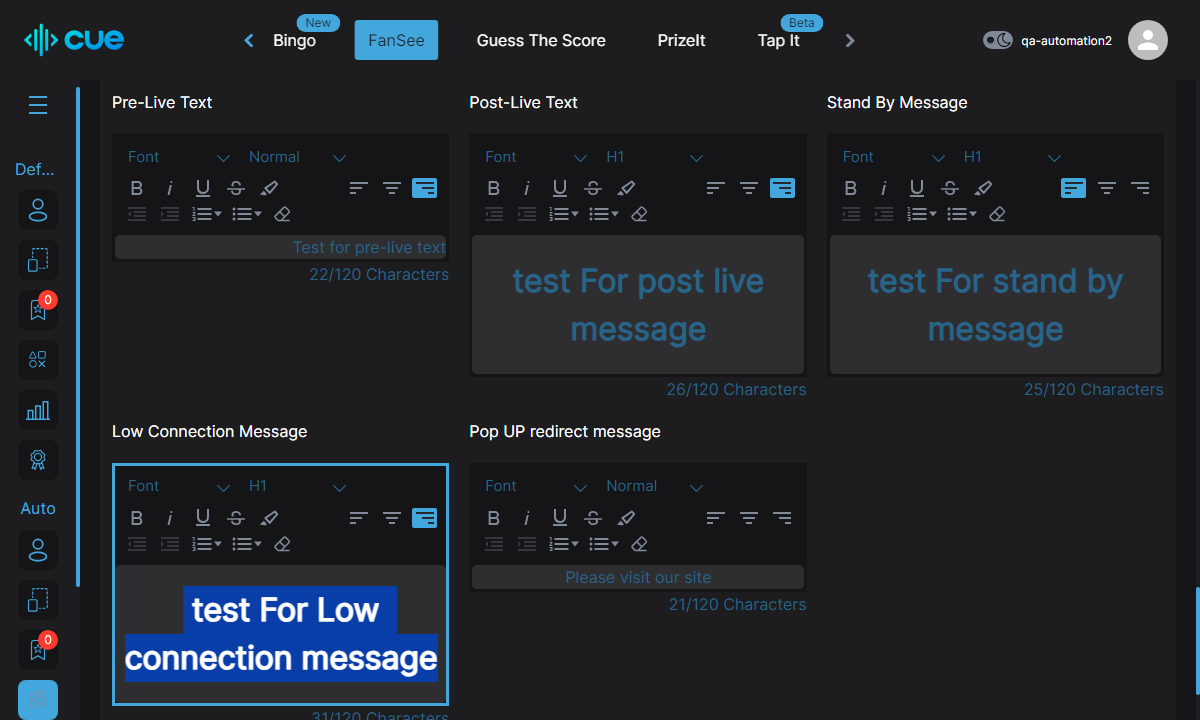 cue
Bingo
New
FanSee
Guess The Score
PrizeIt
Tap It
Beta
qa-automation2
Def...
0
Auto
0
Pre-Live Text
Font
Normal
Test for pre-live text
22/120 Characters
Post-Live Text
Font
H1
test For post live
message
26/120 Characters
Stand By Message
Font
H1
test For stand by
message
25/120 Characters
Low Connection Message
Font
H1
test For Low
connection message
31/120 Characters
Pop UP redirect message
Font
Normal
Please visit our site
21/120 Characters